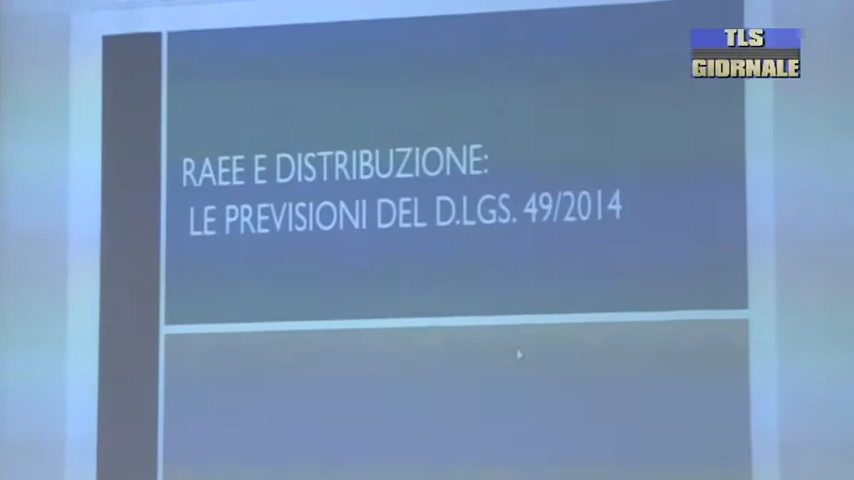 TLS
GIORNALE
RAEE E DISTRIBUZIONE:
LE PREVISIONI DEL D.LGS. 49/2014